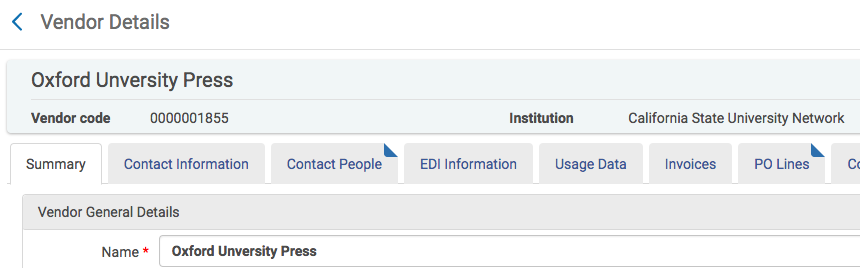 Vendor Details
Oxford Unversity Press
Vendor code 0000001855 Institution California State University Network
Summary Contact Information Contact People EDI Information Usage Data Invoices PO Lines Co
Vendor General Details
Name * Oxford Unversity Press